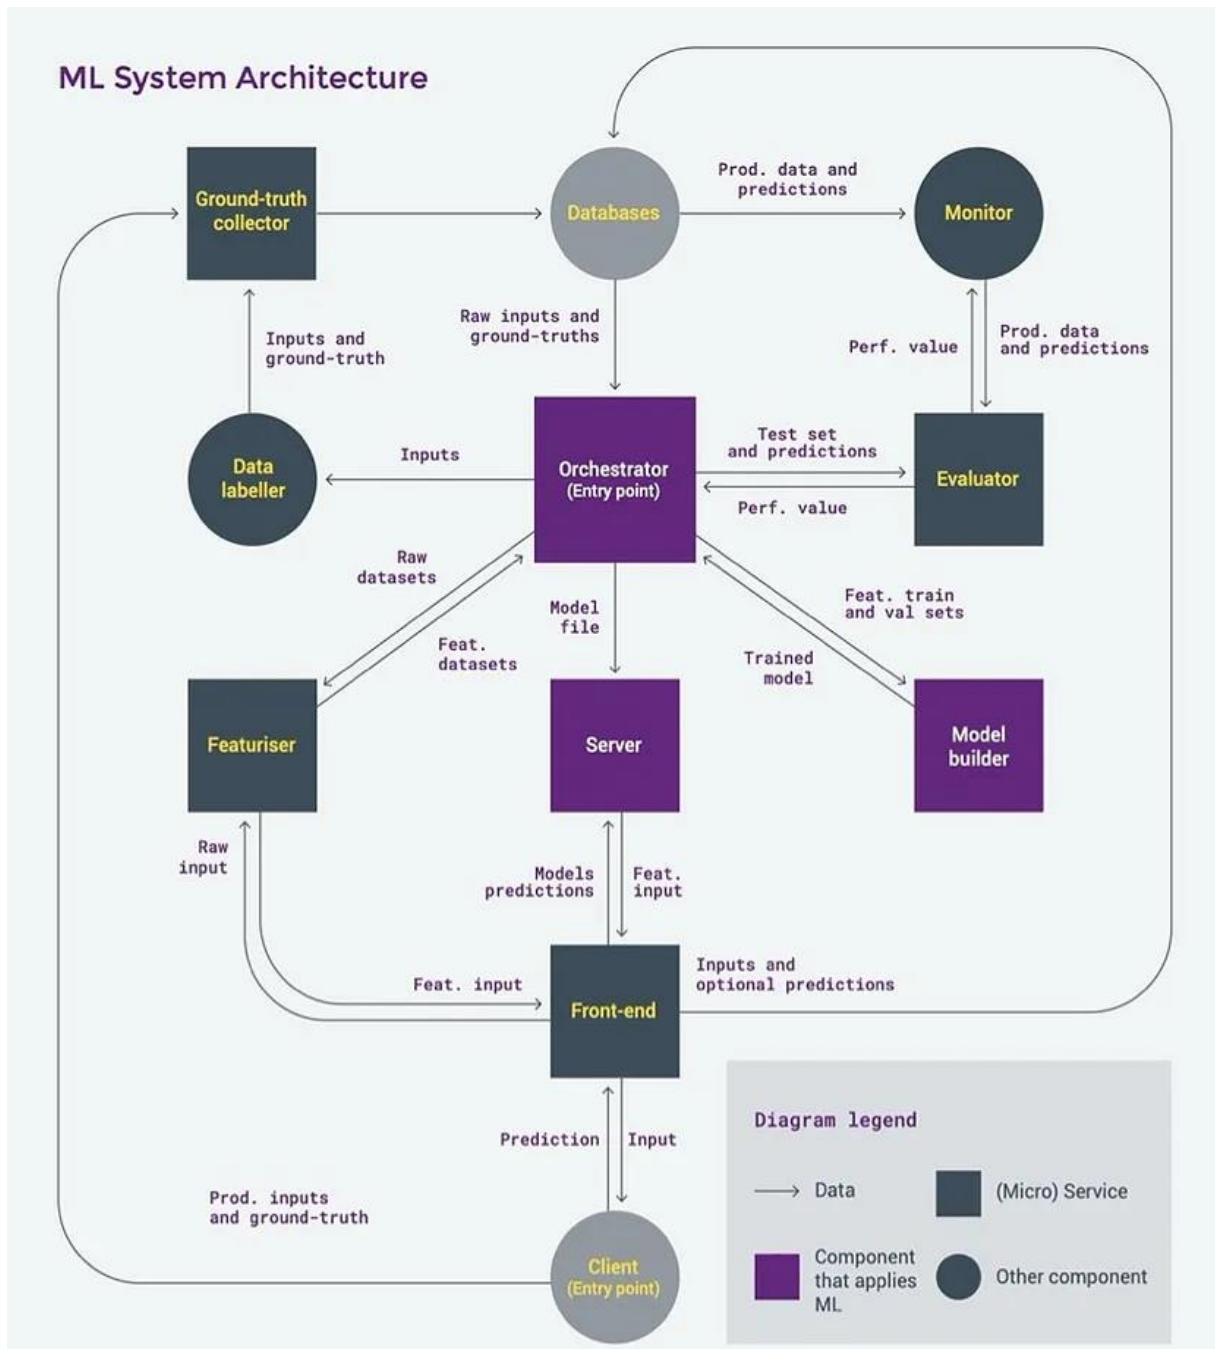 ML System Architecture
Ground-truth
collector
Databases
Prod. data and
predictions
Monitor
Inputs and
ground-truth
Raw inputs and
ground-truths
Perf. value
Prod. data
and predictions
Data
labeller
Inputs
Orchestrator
(Entry point)
Test set
and predictions
Perf. value
Evaluator
Raw
datasets
Feat.
datasets
Model
file
Feat. train
and val sets
Trained
model
Featuriser
Server
Model
builder
Raw
input
Models
predictions
Feat.
input
Feat. input
Front-end
Inputs and
optional predictions
Prediction
Input
Prod. inputs
and ground-truth
Client
(Entry point)
Diagram legend
Data
(Micro) Service
Component
that applies
ML
Other component